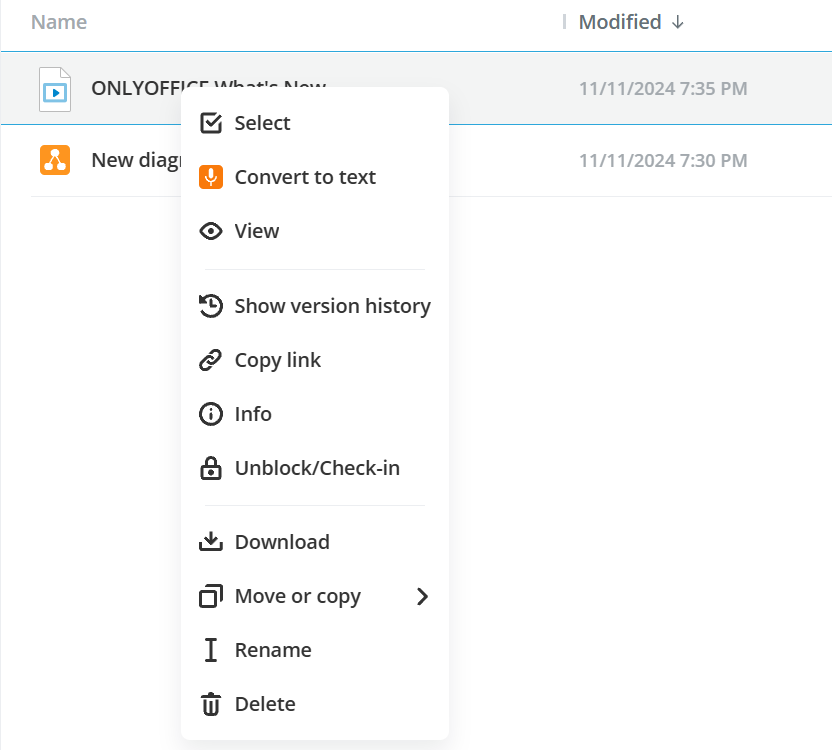 Name
Modified
ONLYOFFICE What's New
11/11/2024 7:35 PM
New
11/11/2024 7:30 PM
Select
Convert to text
View
Show version history
Copy link
Info
Unblock/Check-in
Download
Move or copy
Rename
Delete